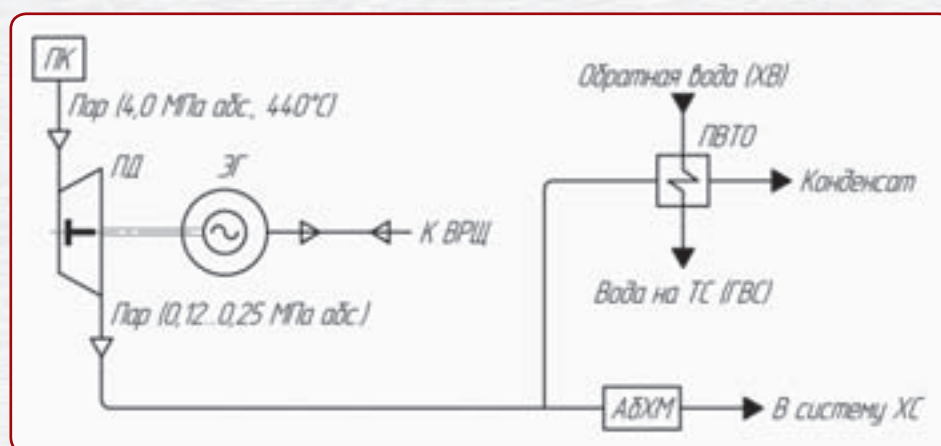 ПК
Пар (4,0 МПа абс, 440°С)
ПД
ЭГ
К ВРЩ
Пар (0,12...0,25 МПа абс.)
Обратная вода (ХВ)
ПВТО
Конденсат
Вода на ТС (ГВС)
АбХМ
В систему ХС